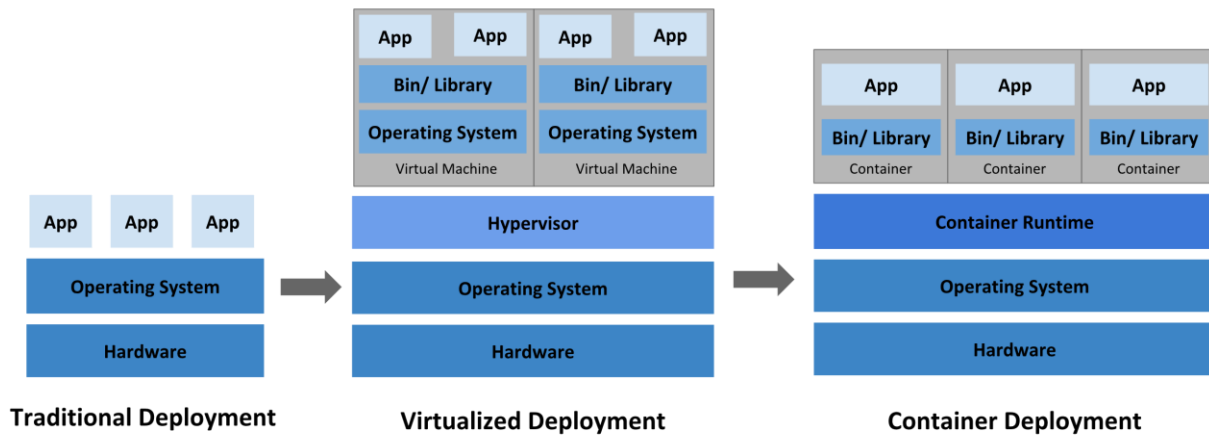 App
App
App
Operating System
Hardware
Traditional Deployment
App
App
Bin/ Library
Operating System
Virtual Machine
App
App
Bin/ Library
Operating System
Virtual Machine
Hypervisor
Operating System
Hardware
Virtualized Deployment
App
Bin/ Library
Container
App
Bin/ Library
Container
App
Bin/ Library
Container
Container Runtime
Operating System
Hardware
Container Deployment